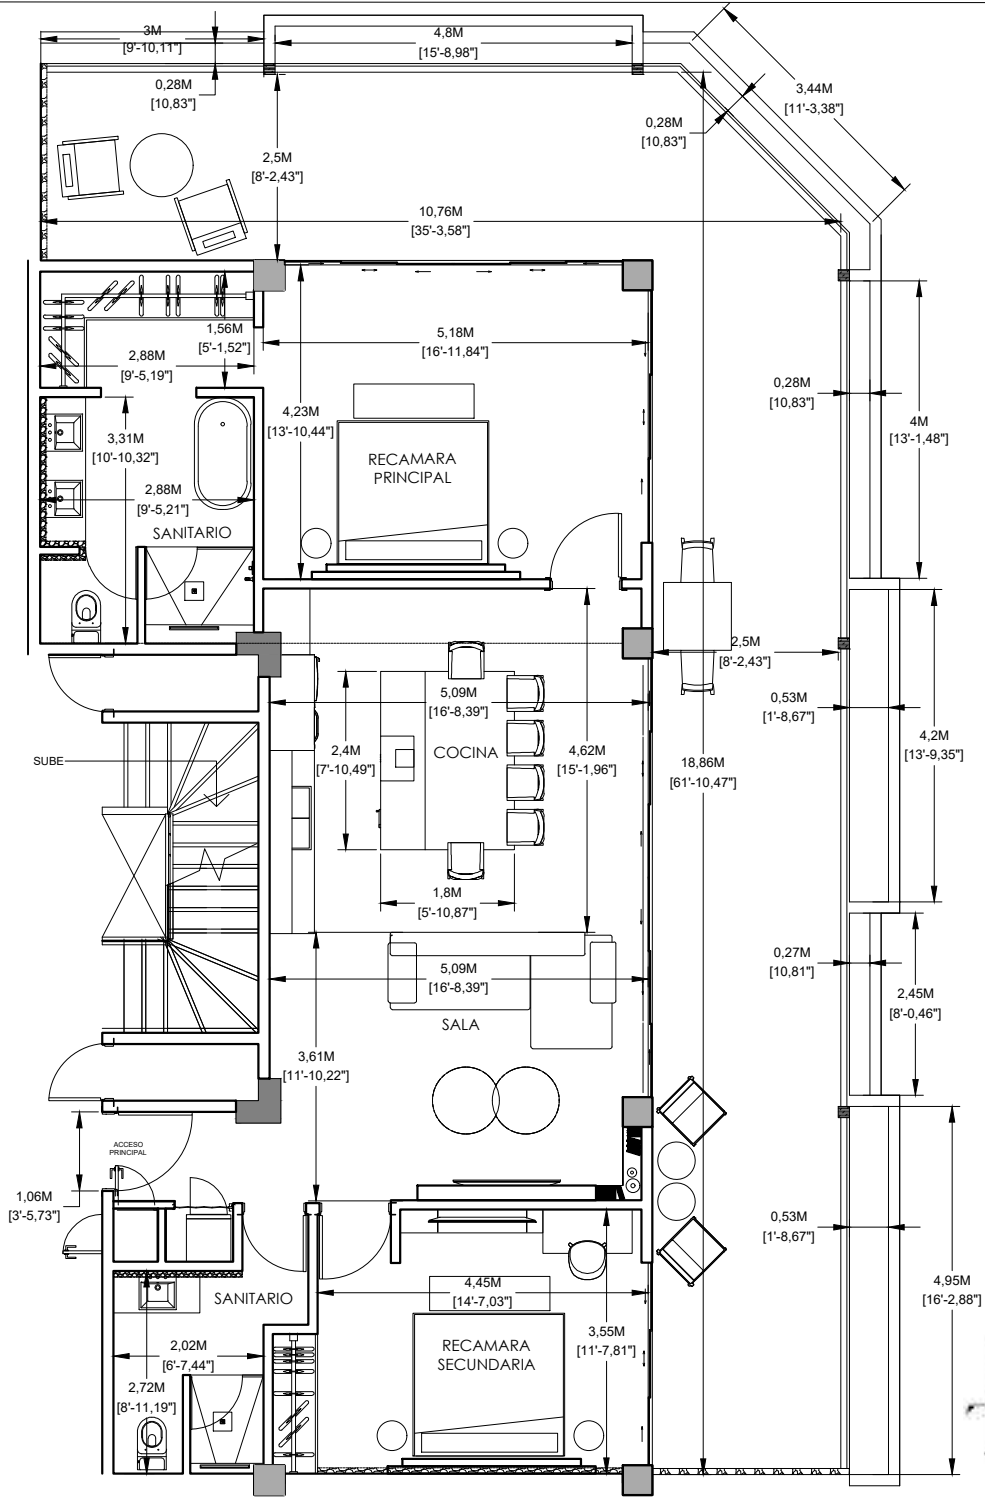 3M
[9'-10,11"]
4,8M
[15'-8,98"]
0,28M
[10,83"]
3,44M
[11'-3,38"]
0,28M
[10,83"]
2,5M
[8'-2,43"]
10,76M
[35'-3,58"]
1,56M
[5'-1,52"]
5,18M
[16'-11,84"]
2,88M
[9'-5,19"]
0,28M
[10,83"]
4M
[13'-1,48"]
4,23M
[13'-10,44"]
3,31M
[10'-10,32"]
RECAMARA
PRINCIPAL
2,88M
[9'-5,21"]
SANITARIO
2,5M
[8'-2,43"]
5,09M
[16'-8,39"]
0,53M
[1'-8,67"]
4,2M
[13'-9,35"]
2,4M
[7'-10,49"]
COCINA
4,62M
[15'-1,96"]
18,86M
[61'-10,47"]
SUBE
1,8M
[5'-10,87"]
5,09M
[16'-8,39"]
0,27M
[10,81"]
2,45M
[8'-0,46"]
SALA
3,61M
[11'-10,22"]
ACCESO
PRINCIPAL
1,06M
[3'-5,73"]
0,53M
[1'-8,67"]
4,95M
[16'-2,88"]
SANITARIO
4,45M
[14'-7,03"]
3,55M
[11'-7,81"]
2,02M
[6'-7,44"]
RECAMARA
SECUNDARIA
2,72M
[8'-11,19"]